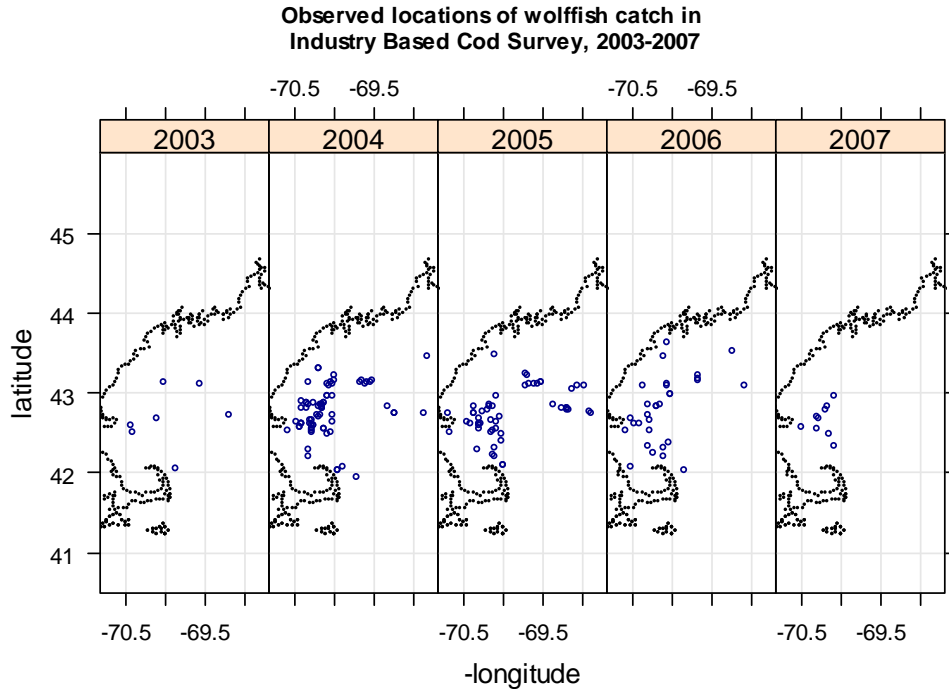 Observed locations of wolffish catch in
Industry Based Cod Survey, 2003-2007
-70.5 -69.5 -70.5 -69.5
2003 2004 2005 2006 2007
45
44
43
42
41
latitude
-70.5 -69.5 -70.5 -69.5 -70.5 -69.5
-longitude